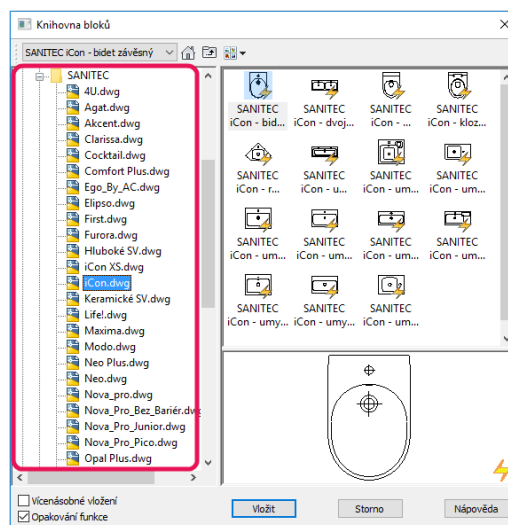 Knihovna bloků
SANITEC iCon - bidet závěsný
SANITEC
4U.dwg
Agat.dwg
Akcent.dwg
Clarissa.dwg
Cocktail.dwg
Comfort Plus.dwg
Ego_By_AC.dwg
Elipso.dwg
First.dwg
Furora.dwg
Hluboké SV.dwg
iCon XS.dwg
iCon.dwg
Keramické SV.dwg
Life!.dwg
Maxima.dwg
Modo.dwg
Neo Plus.dwg
Neo.dwg
Nova_pro.dwg
Nova_Pro_Bez_Bariér.dwg
Nova_Pro_Junior.dwg
Nova_Pro_Pico.dwg
Opal Plus.dwg
SANITEC SANITEC SANITEC SANITEC
iCon - bid... iCon - dvoj... iCon - ... iCon - kloz...
SANITEC SANITEC SANITEC SANITEC
iCon - r... iCon - u... iCon - um... iCon - um...
SANITEC SANITEC SANITEC SANITEC
iCon - um... iCon - um... iCon - um... iCon - um...
SANITEC SANITEC SANITEC
iCon - umy... iCon - umy... iCon - um...
Vícenásobné vložení
Opakování funkce
Vložit Storno Nápověda